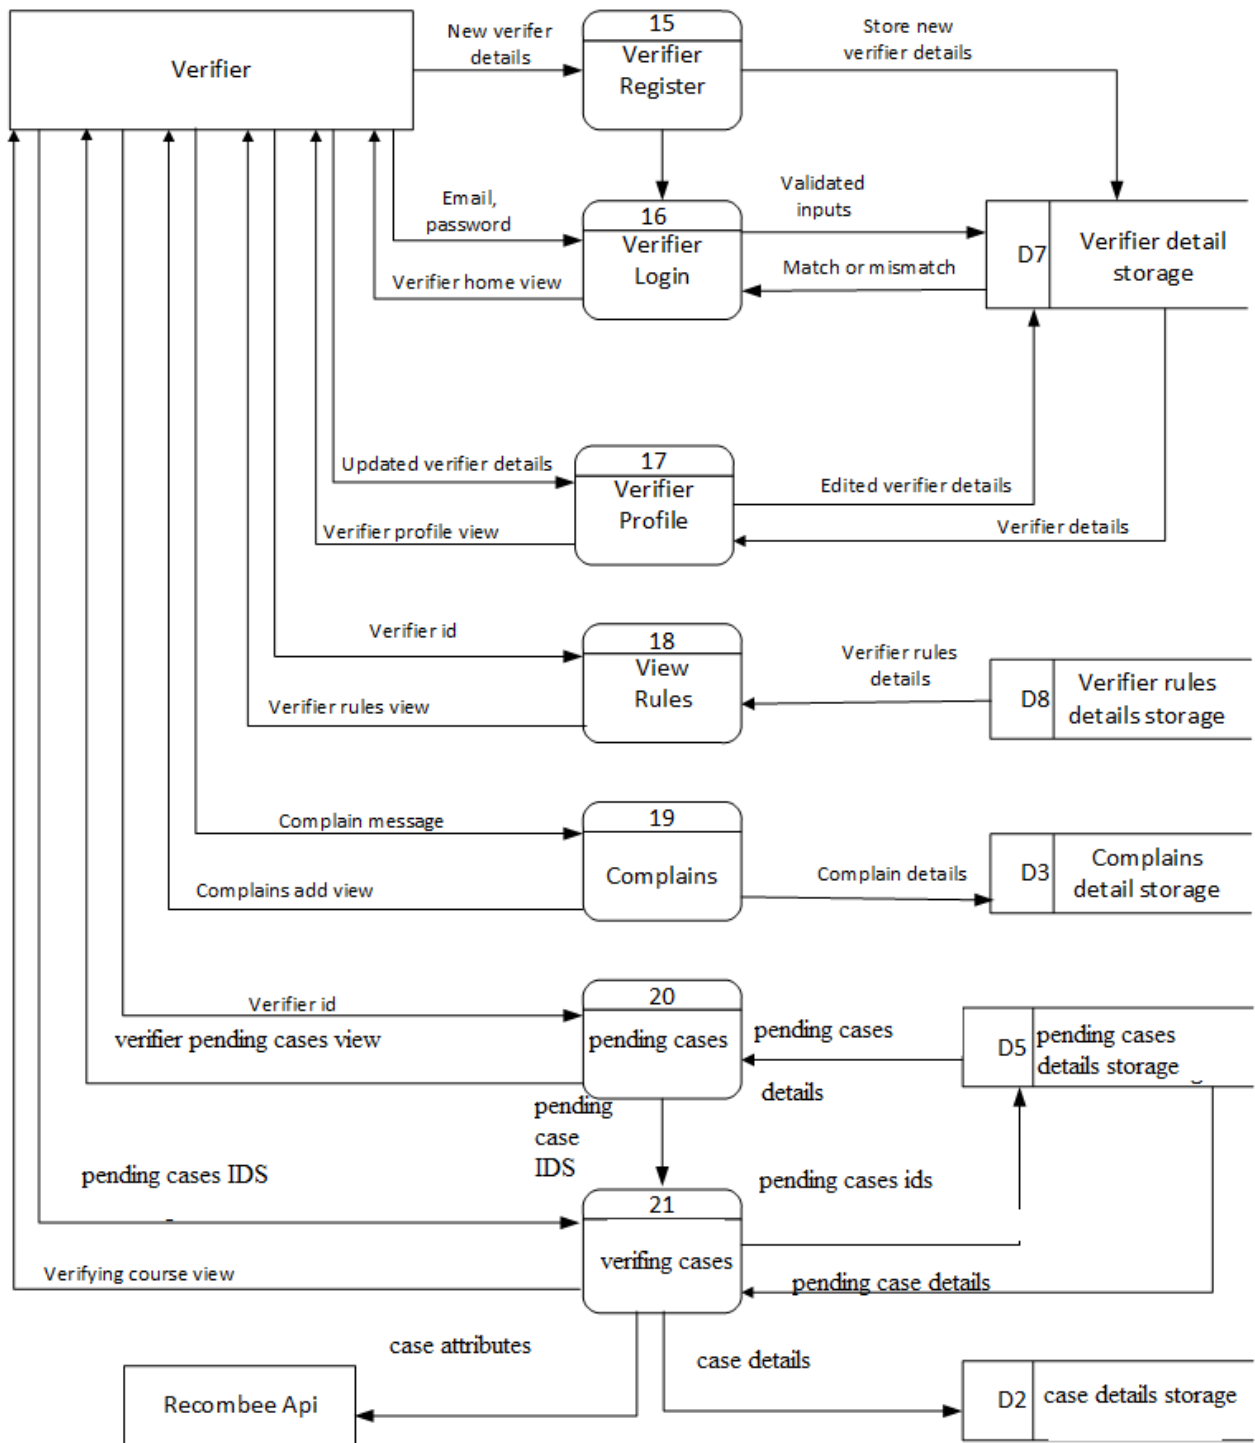 Verifier
New verifer
details
15
Verifier
Register
Store new
verifier details
Email,
password
Verifier home view
16
Verifier
Login
Validated
inputs
Match or mismatch
D7
Verifier detail
storage
Updated verifier details
Verifier profile view
17
Verifier
Profile
Edited verifier details
Verifier details
Verifier id
Verifier rules view
18
View
Rules
Verifier rules
details
D8
Verifier rules
details storage
Complain message
Complains add view
19
Complains
Complain details
D3
Complains
detail storage
Verifier id
verifier pending cases view
20
pending cases
pending cases
details
D5
pending cases
details storage
pending
case
IDS
pending cases IDS
Verifying course view
21
verifing cases
pending cases ids
pending case details
case attributes
case details
Recombee Api
D2
case details storage